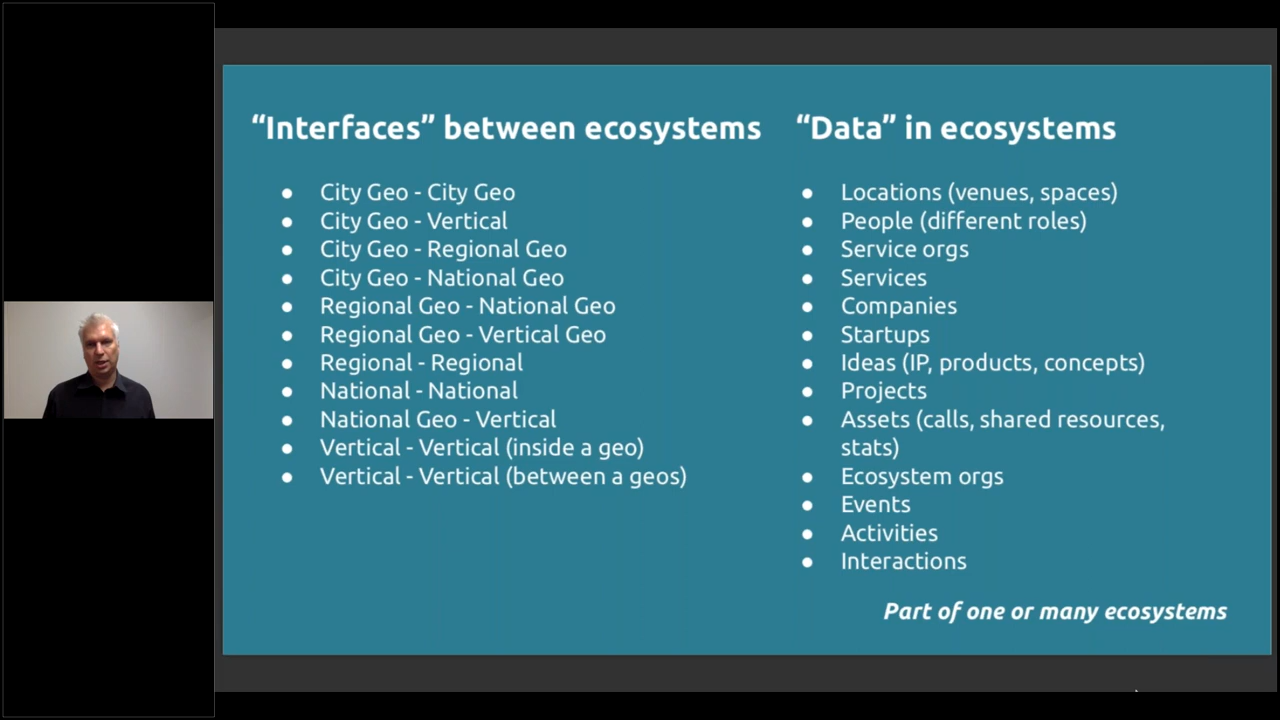 “Interfaces” between ecosystems
● City Geo - City Geo
● City Geo - Vertical
● City Geo - Regional Geo
● City Geo - National Geo
● Regional Geo - National Geo
● Regional Geo - Vertical Geo
● Regional - Regional
● National - National
● National Geo - Vertical
● Vertical - Vertical (inside a geo)
● Vertical - Vertical (between a geos)
“Data” in ecosystems
● Locations (venues, spaces)
● People (different roles)
● Service orgs
● Services
● Companies
● Startups
● Ideas (IP, products, concepts)
● Projects
● Assets (calls, shared resources,
stats)
● Ecosystem orgs
● Events
● Activities
● Interactions
Part of one or many ecosystems